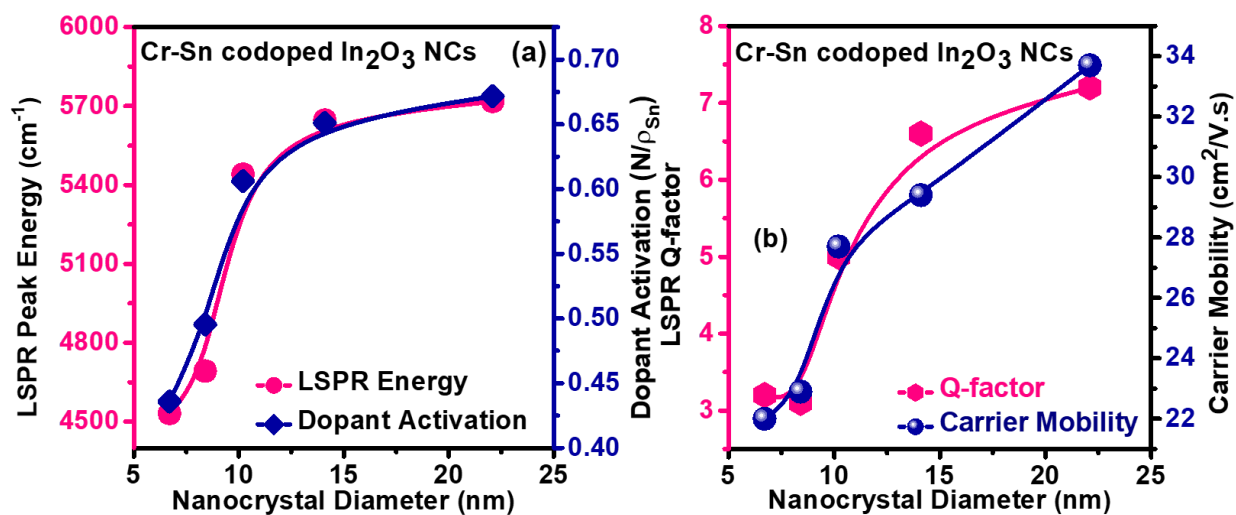 Cr-Sn codoped In₂O₃ NCs
(a)
LSPR Peak Energy (cm⁻¹)
6000
5700
5400
5100
4800
4500
0.70
0.65
0.60
0.55
0.50
0.45
0.40
Dopant Activation (N/ρSn)
LSPR Energy
Dopant Activation
5
10
15
20
25
Nanocrystal Diameter (nm)
Cr-Sn codoped In₂O₃ NCs
(b)
LSPR Q-factor
8
7
6
5
4
3
34
32
30
28
26
24
22
Carrier Mobility (cm²/V.s)
Q-factor
Carrier Mobility
5
10
15
20
25
Nanocrystal Diameter (nm)